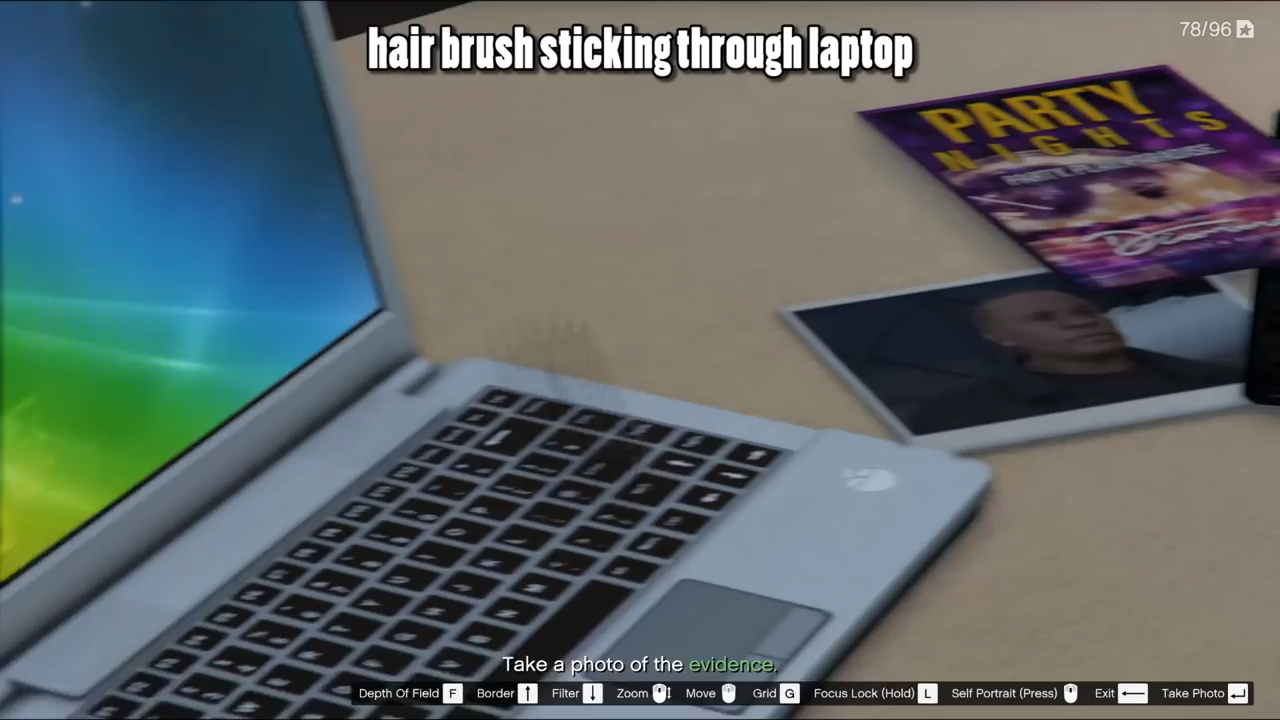 hair brush sticking through laptop
78/96
PARTY
NIGHTS
Take a photo of the evidence.
Depth Of Field F Border ↑ Filter ↓ Zoom Move Grid G Focus Lock (Hold) L Self Portrait (Press) Exit ← Take Photo ↵